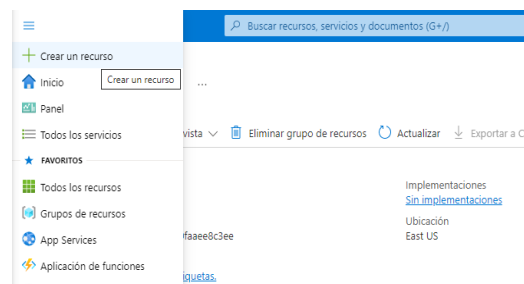 Buscar recursos, servicios y documentos (G+/)
Crear un recurso
Inicio
Crear un recurso
...
Panel
Todos los servicios
vista
Eliminar grupo de recursos
Actualizar
Exportar a C
FAVORITOS
Todos los recursos
Implementaciones
Sin implementaciones
Grupos de recursos
Ubicación
App Services
faaee8c3ee
East US
Aplicación de funciones
iquetas.